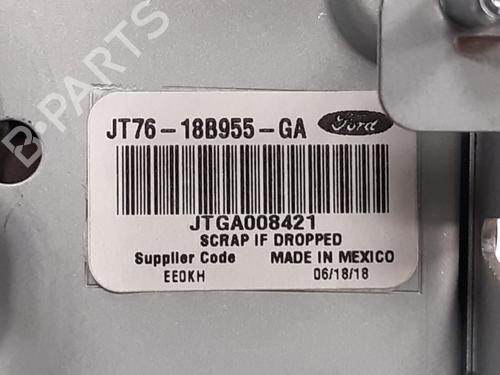 B-PARTS
JT76-18B955-GA Ford
JTGA008421
SCRAP IF DROPPED
Supplier Code MADE IN MEXICO
EE0KH 06/18/18